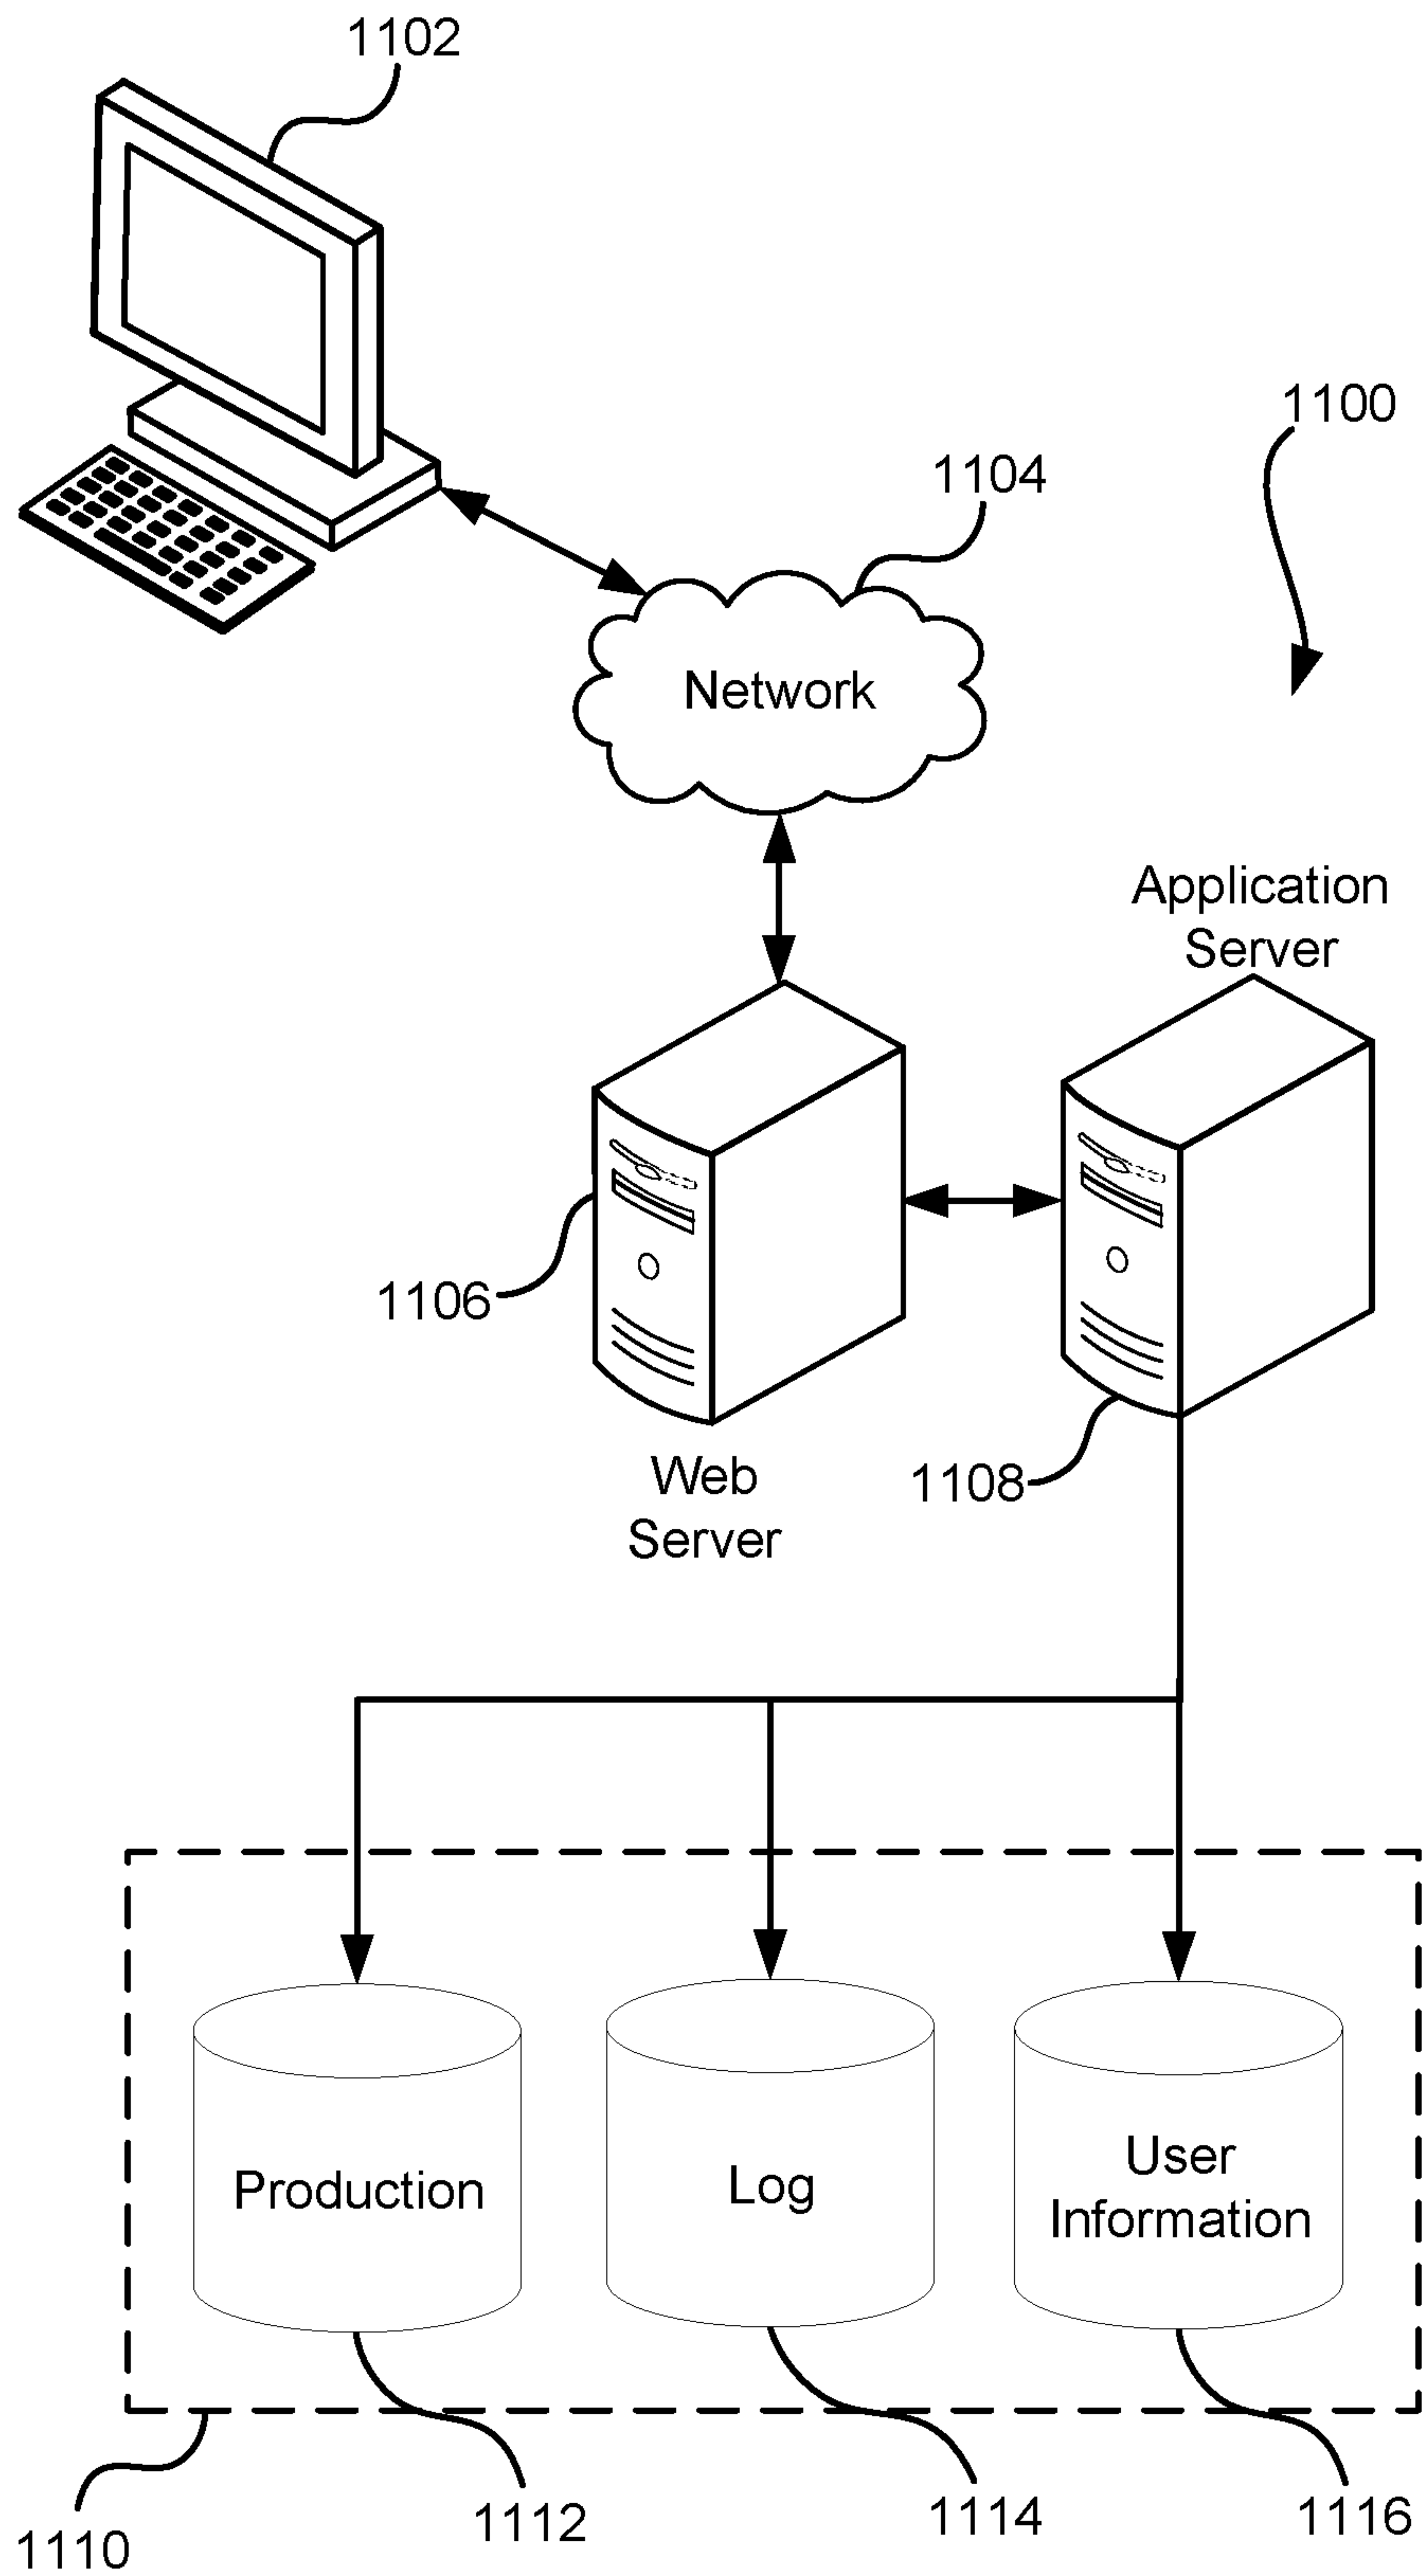 1102
1100
1104
Network
Application
Server
1106
Web
Server
1108
Production
Log
User
Information
1110
1112
1114
1116